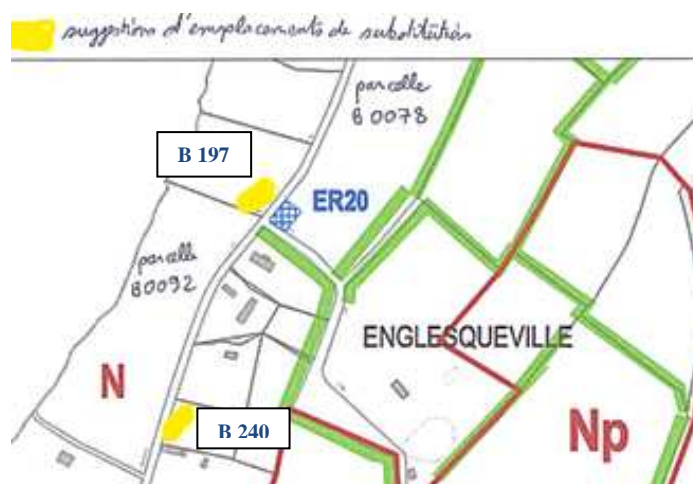 suggestions d'emplacements de substitution
parcelle
B 0078
B 197
ER20
parcelle
B0092
ENGLESQUEVILLE
N
B 240
Np